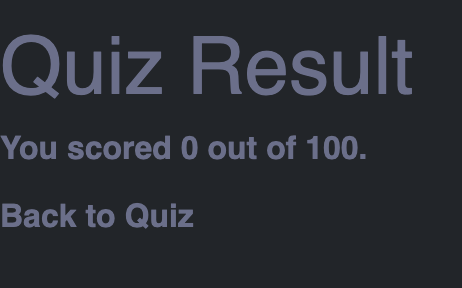 Quiz Result
You scored 0 out of 100.
Back to Quiz